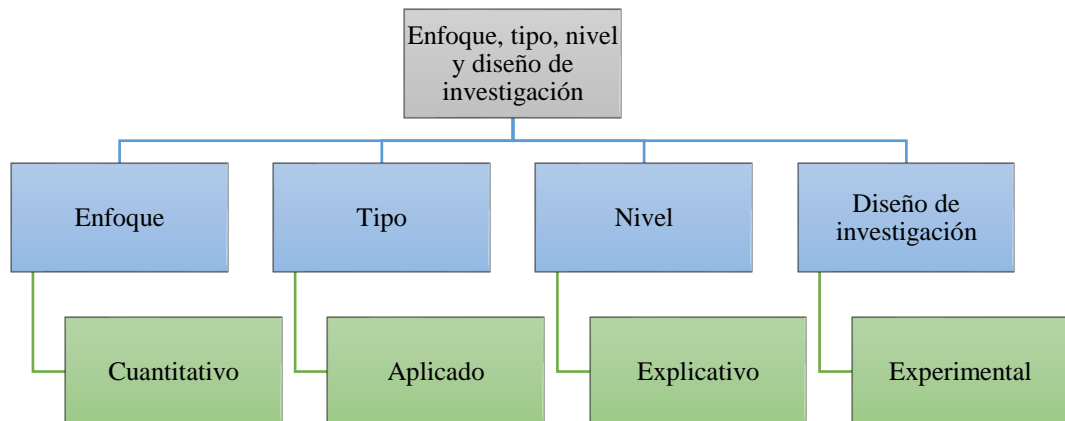 Enfoque, tipo, nivel
y diseño de
investigación
Enfoque
Tipo
Nivel
Diseño de
investigación
Cuantitativo
Aplicado
Explicativo
Experimental